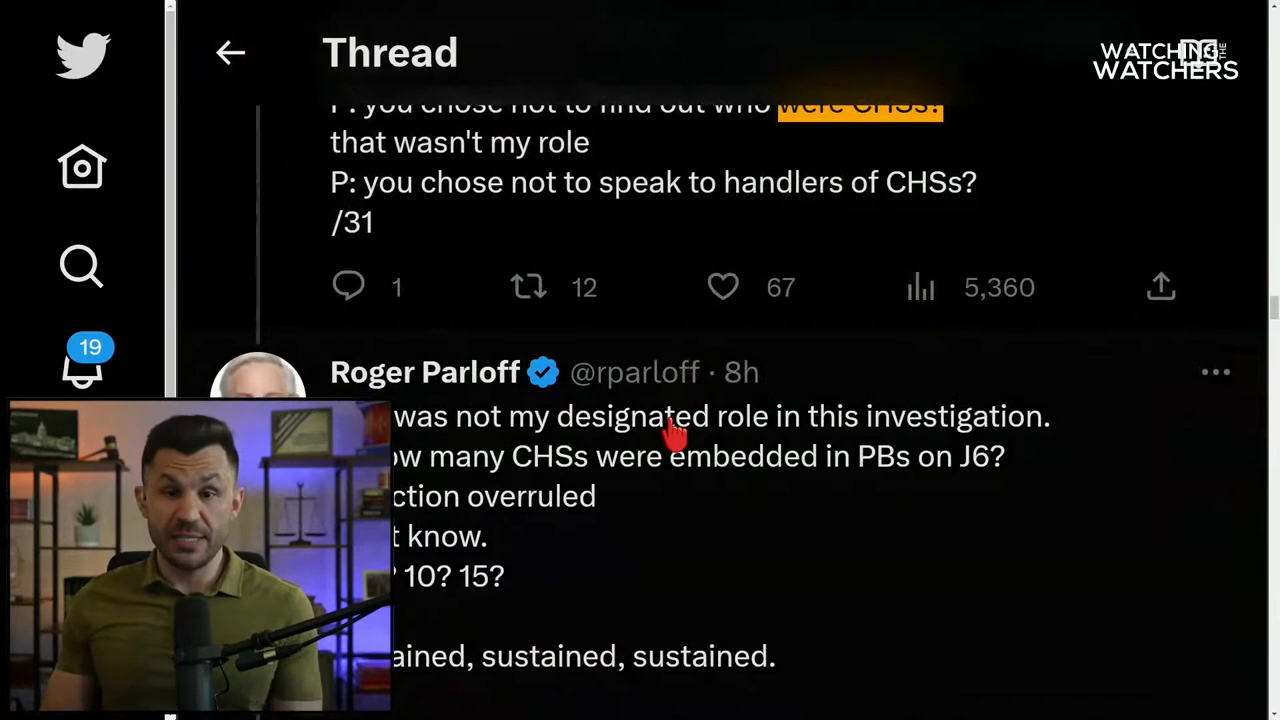 Thread
WATCHING THE
WATCHERS
P: you chose not to find out who were CHSs?
that wasn't my role
P: you chose not to speak to handlers of CHSs?
/31
1 12 67 5,360
19
Roger Parloff @rparloff · 8h
was not my designated role in this investigation.
many CHSs were embedded in PBs on J6?
overruled
know.
10? 15?
sustained, sustained.